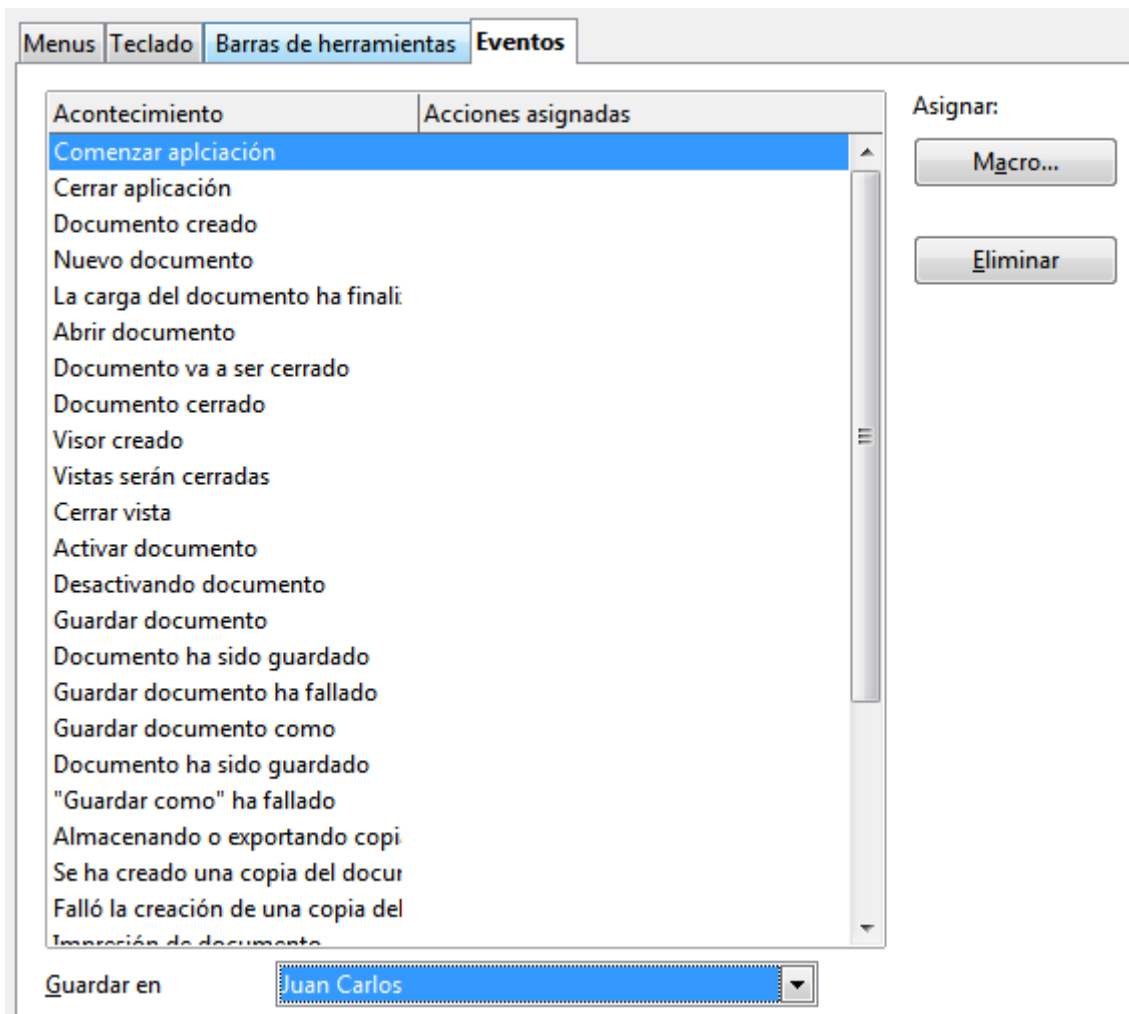 Menus Teclado Barras de herramientas Eventos
Acontecimiento Acciones asignadas
Asignar:
Comenzar aplciación
Macro...
Cerrar aplicación
Documento creado
Nuevo documento
Eliminar
La carga del documento ha finali
Abrir documento
Documento va a ser cerrado
Documento cerrado
Visor creado
Vistas serán cerradas
Cerrar vista
Activar documento
Desactivando documento
Guardar documento
Documento ha sido guardado
Guardar documento ha fallado
Guardar documento como
Documento ha sido guardado
"Guardar como" ha fallado
Almacenando o exportando copi
Se ha creado una copia del docu
Falló la creación de una copia del
Impresión de documento
Guardar en Juan Carlos